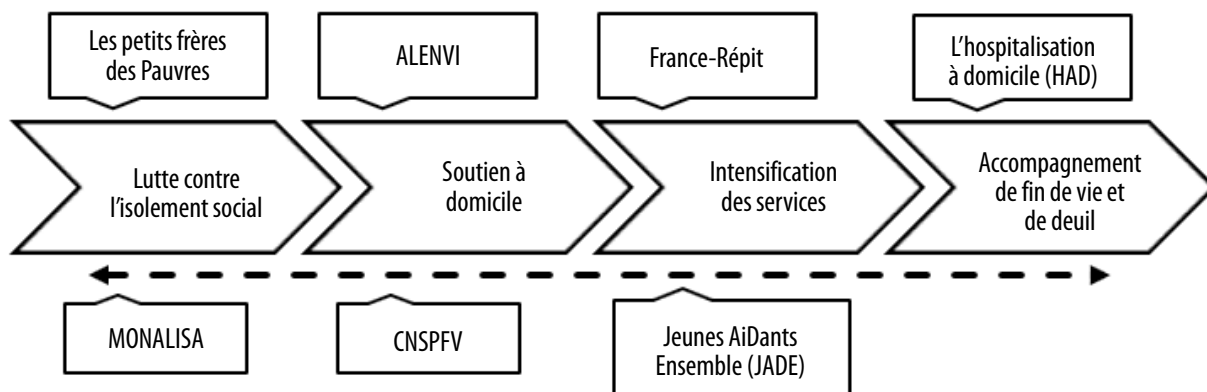 Les petits frères
des Pauvres
ALENVI
France-Répit
L'hospitalisation
à domicile (HAD)
Lutte contre
l'isolement social
Soutien à
domicile
Intensification
des services
Accompagnement
de fin de vie et
de deuil
MONALISA
CNSPFV
Jeunes AiDants
Ensemble (JADE)